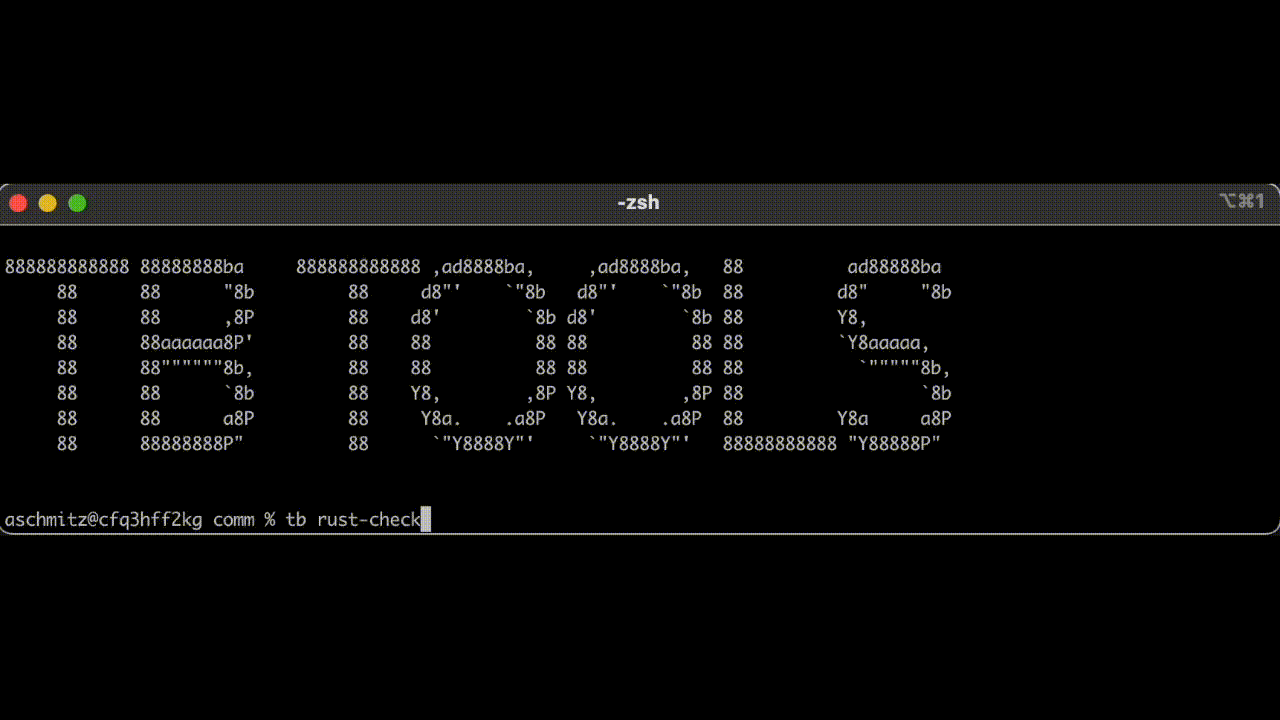 -zsh
⌥⌘1
888888888888 88888888ba     888888888888 ,ad8888ba,     ,ad8888ba,   88          ad88888ba
     88      88      "8b         88     d8"'    `"8b   d8"'    `"8b  88         d8"     "8b
     88      88      ,8P         88    d8'        `8b d8'        `8b 88         Y8,
     88      88aaaaaa8P'         88    88          88 88          88 88         `Y8aaaaa,
     88      88""""""8b,         88    88          88 88          88 88           `"""""8b,
     88      88      `8b         88    Y8,        ,8P Y8,        ,8P 88                 `8b
     88      88      a8P         88     Y8a.    .a8P   Y8a.    .a8P  88         Y8a     a8P
     88      88888888P"          88      `"Y8888Y"'     `"Y8888Y"'   88888888888 "Y88888P"
aschmitz@cfq3hff2kg comm % tb rust-check